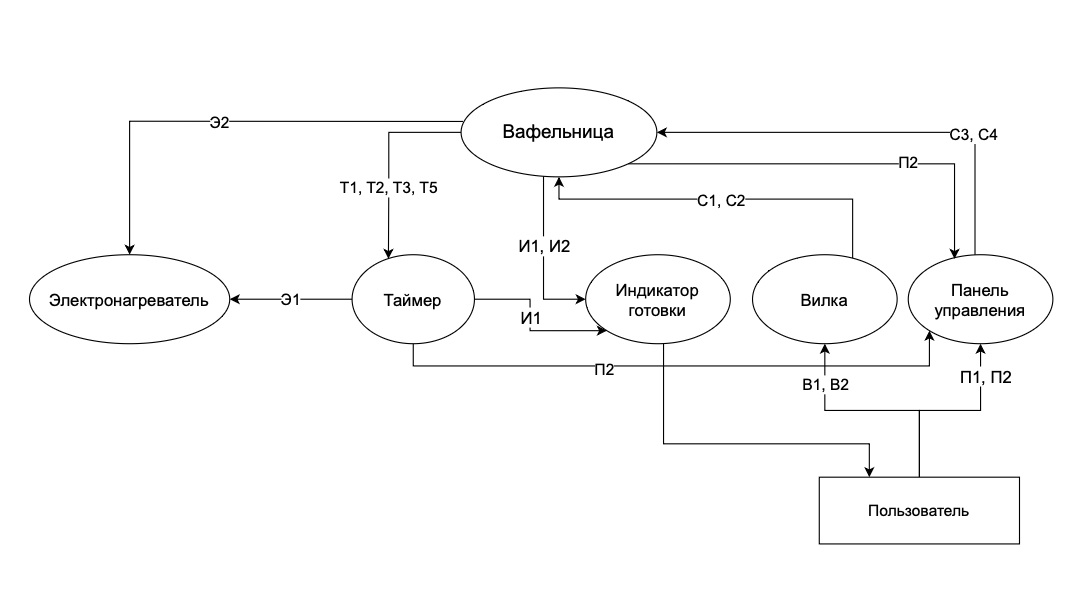 Э2
Вафельница
С3, С4
П2
Т1, Т2, Т3, Т5
С1, С2
И1, И2
Электронагреватель
Э1
Таймер
И1
Индикатор
готовки
Вилка
Панель
управления
П2
В1, В2
П1, П2
Пользователь